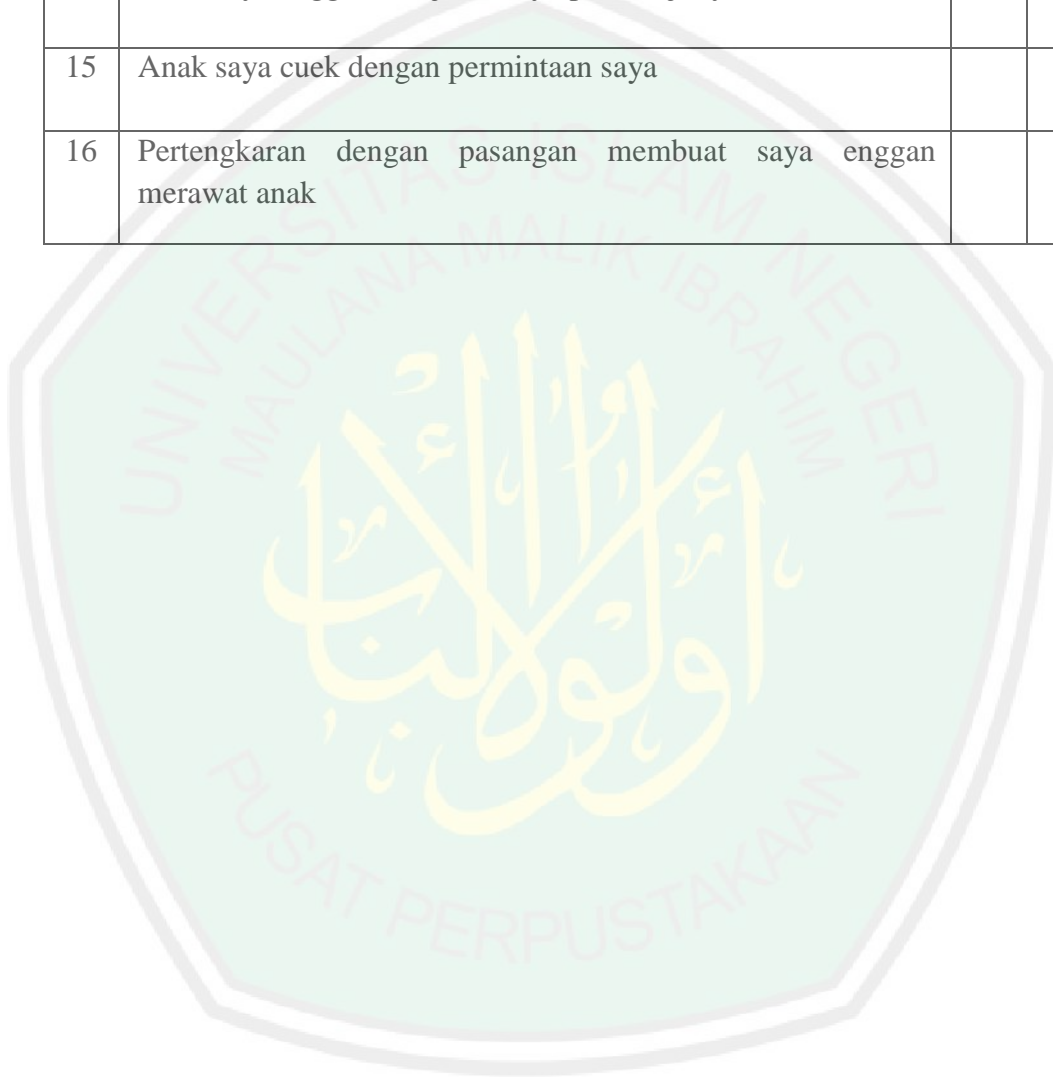 15 Anak saya cuek dengan permintaan saya
16 Pertengkaran dengan pasangan membuat saya enggan
merawat anak
UNIVERSITAS ISLAM NEGERI
MAULANA MALIK IBRAHIM
PUSAT PERPUSTAKAAN